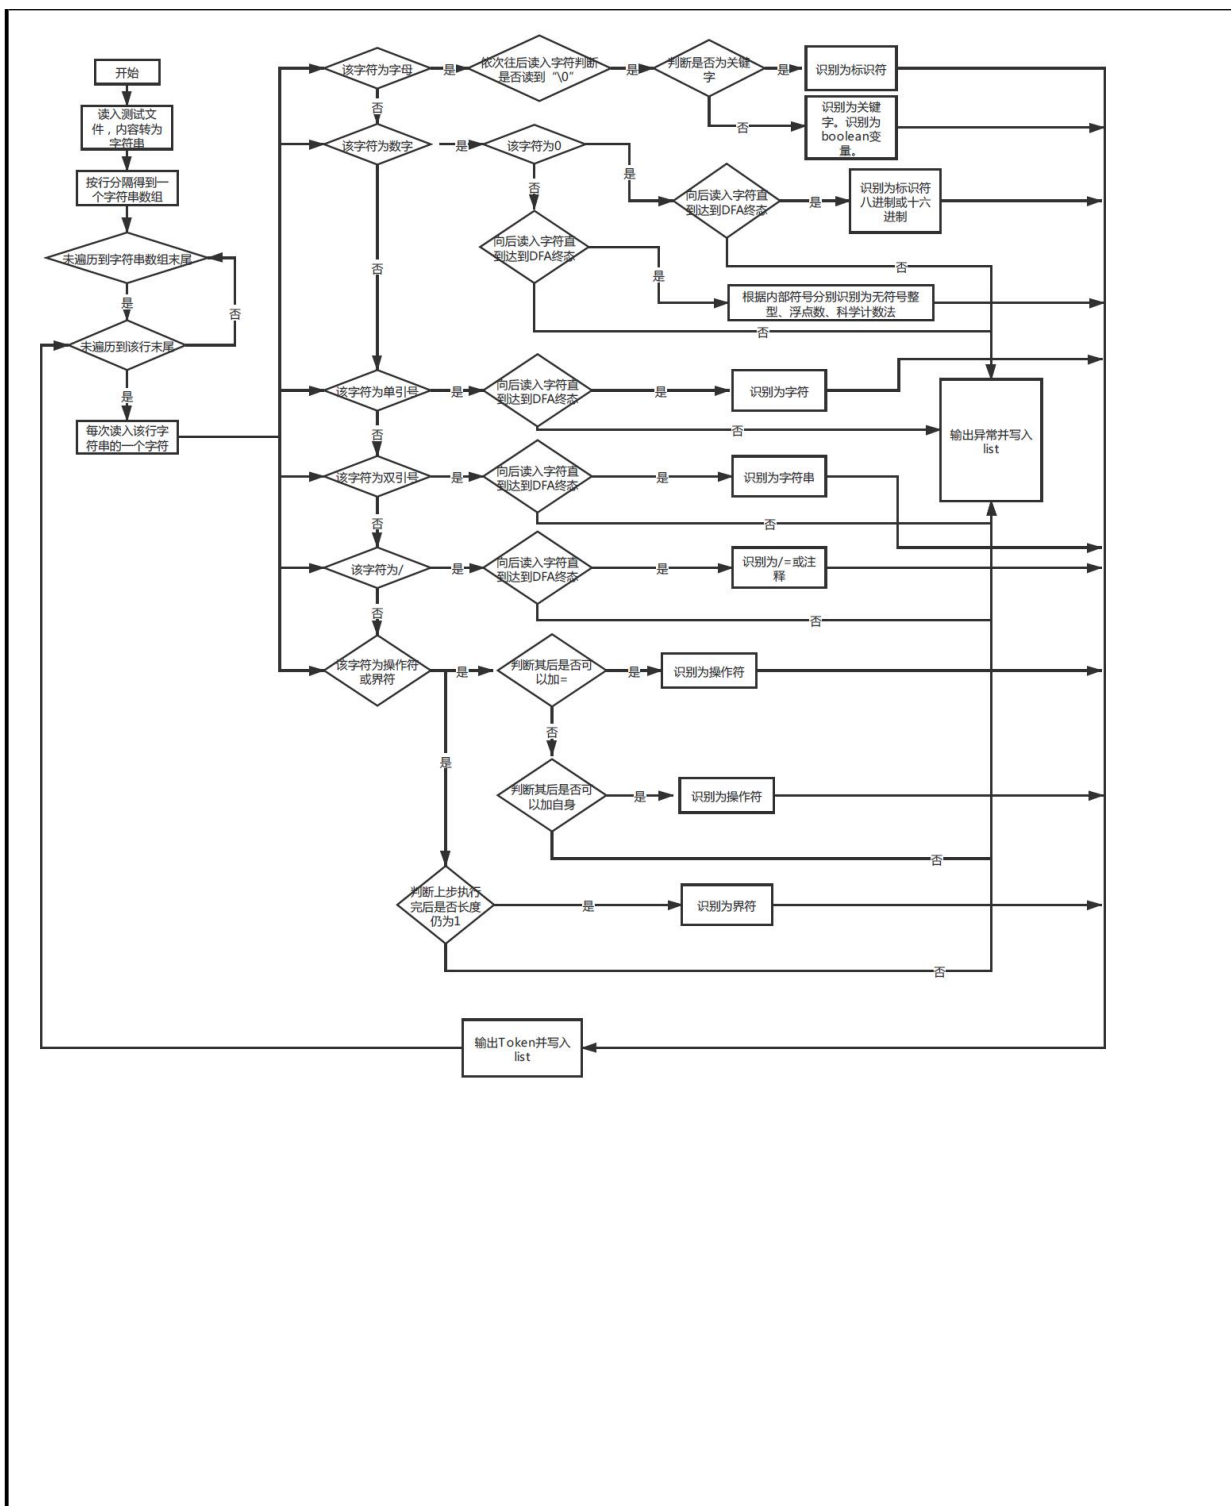 开始
读入测试文
件，内容转为
字符串
按行分隔得到一
个字符串数组
未遍历到字符串数组末尾
是
否
未遍历到该行末尾
是
每次读入该行字
符串的一个字符
该字符为字母
是
依次往后读入字符判断
是否读到“\0”
是
判断是否为关键
字
是
识别为标识符
否
识别为关键
字。识别为
boolean变
量。
否
该字符为数字
是
该字符为0
是
向后读入字符直
到达到DFA终态
是
识别为标识符
八进制或十六
进制
否
否
向后读入字符直
到达到DFA终态
是
根据内部符号分别识别为无符号整
型、浮点数、科学计数法
否
否
该字符为单引号
是
向后读入字符直
到达到DFA终态
是
识别为字符
否
输出异常并写入
list
否
该字符为双引号
是
向后读入字符直
到达到DFA终态
是
识别为字符串
否
否
该字符为/
是
向后读入字符直
到达到DFA终态
是
识别为/=或注
释
否
否
该字符为操作符
或界符
是
判断其后是否可
以加=
是
识别为操作符
否
是
判断其后是否可
以加自身
是
识别为操作符
否
判断上步执行
完后是否长度
仍为1
是
识别为界符
否
输出Token并写入
list